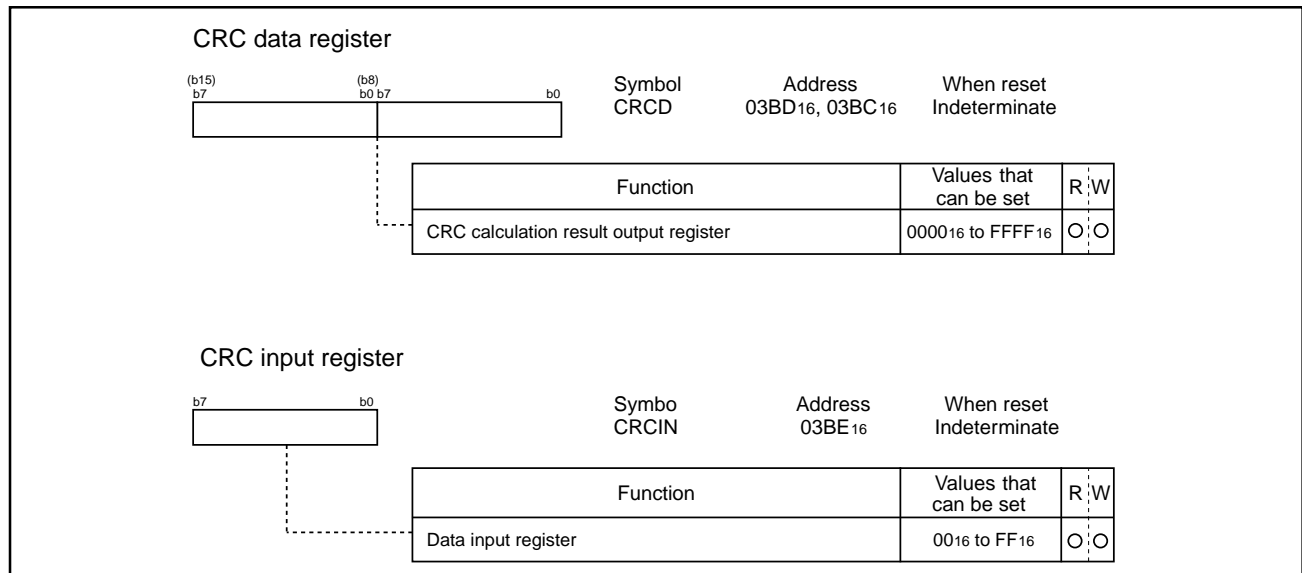 CRC data register
(b15) (b8)
b7 b0 b7 b0
Symbol Address When reset
CRCD 03BD16, 03BC16 Indeterminate
Function Values that can be set R W
CRC calculation result output register 000016 to FFFF16 O O
CRC input register
b7 b0
Symbo Address When reset
CRCIN 03BE16 Indeterminate
Function Values that can be set R W
Data input register 0016 to FF16 O O